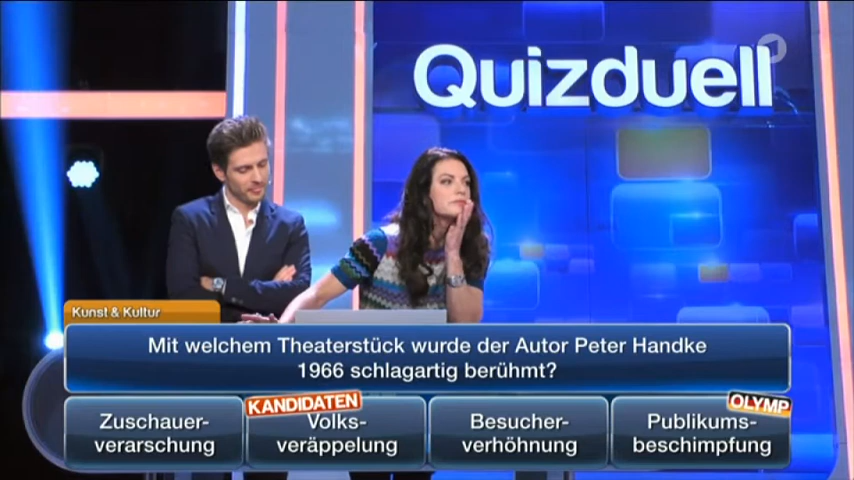 Quizduell
Kunst & Kultur
Mit welchem Theaterstück wurde der Autor Peter Handke
1966 schlagartig berühmt?
Zuschauer-
verarschung
KANDIDATEN
Volks-
veräppelung
Besucher-
verhöhnung
OLYMP
Publikums-
beschimpfung